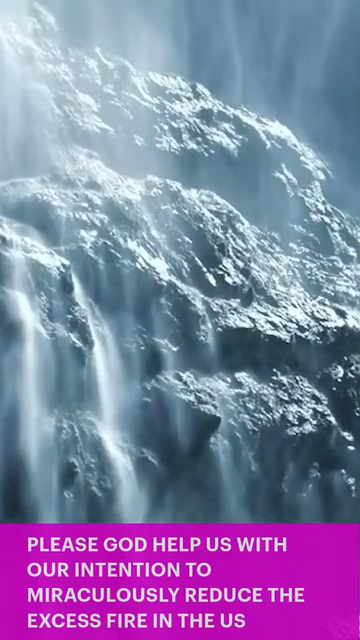 PLEASE GOD HELP US WITH
OUR INTENTION TO
MIRACULOUSLY REDUCE THE
EXCESS FIRE IN THE US